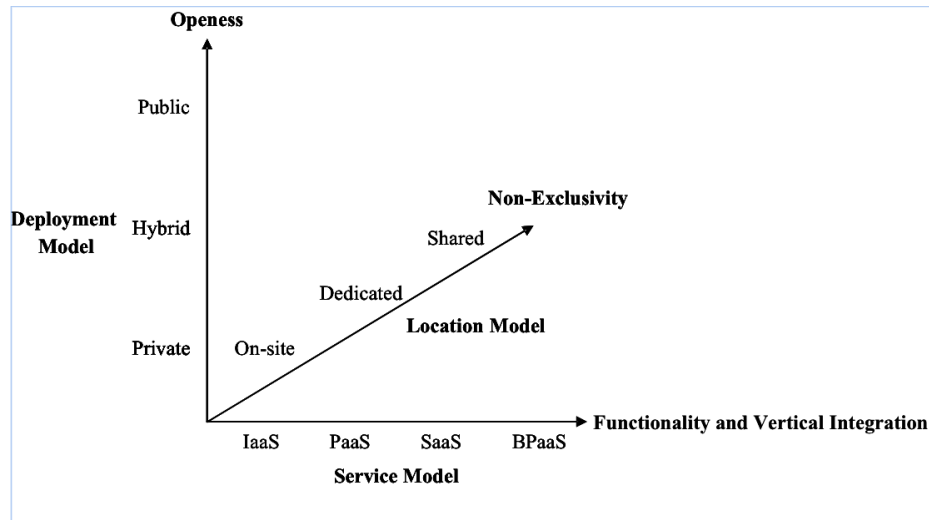 Openess
Public
Non-Exclusivity
Deployment
Model
Hybrid
Shared
Dedicated
Location Model
Private
On-site
Functionality and Vertical Integration
IaaS PaaS SaaS BPaaS
Service Model